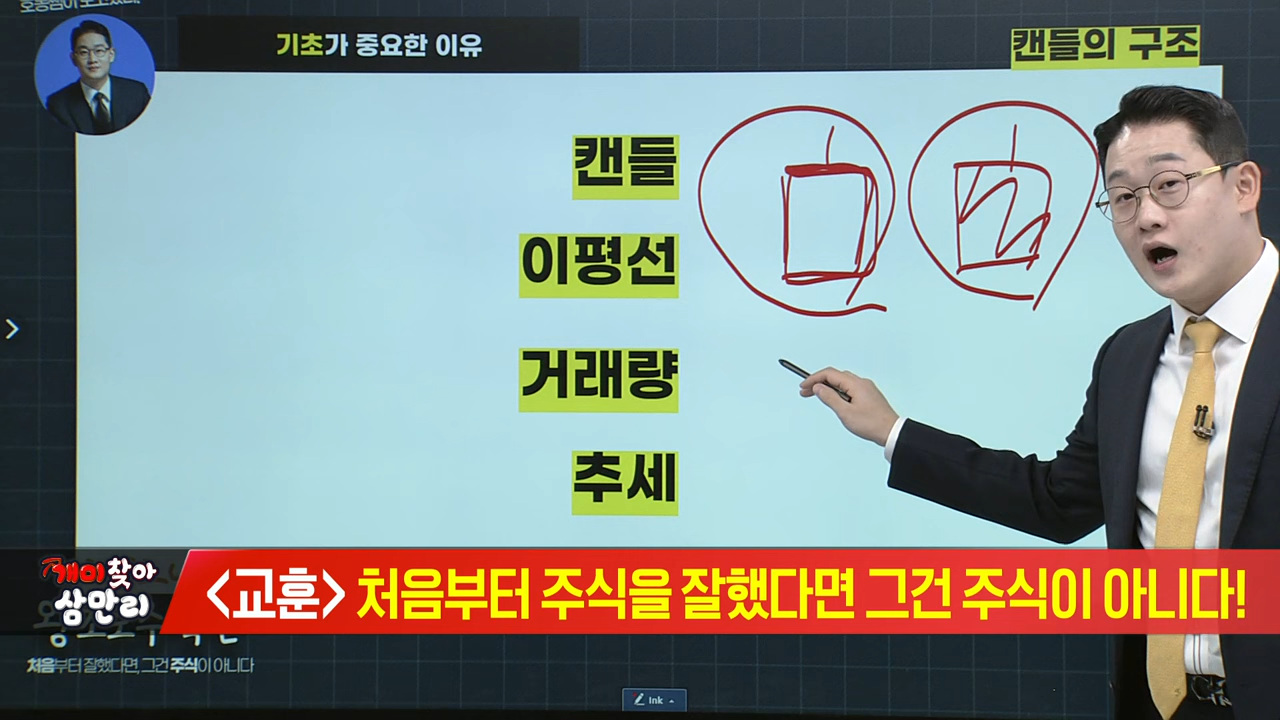 기초가 중요한 이유
캔들의 구조
캔들
이평선
거래량
추세
개미찾아
삼만리
<교훈> 처음부터 주식을 잘했다면 그건 주식이 아니다!
처음부터 잘했다면, 그건 주식이 아니다
Ink